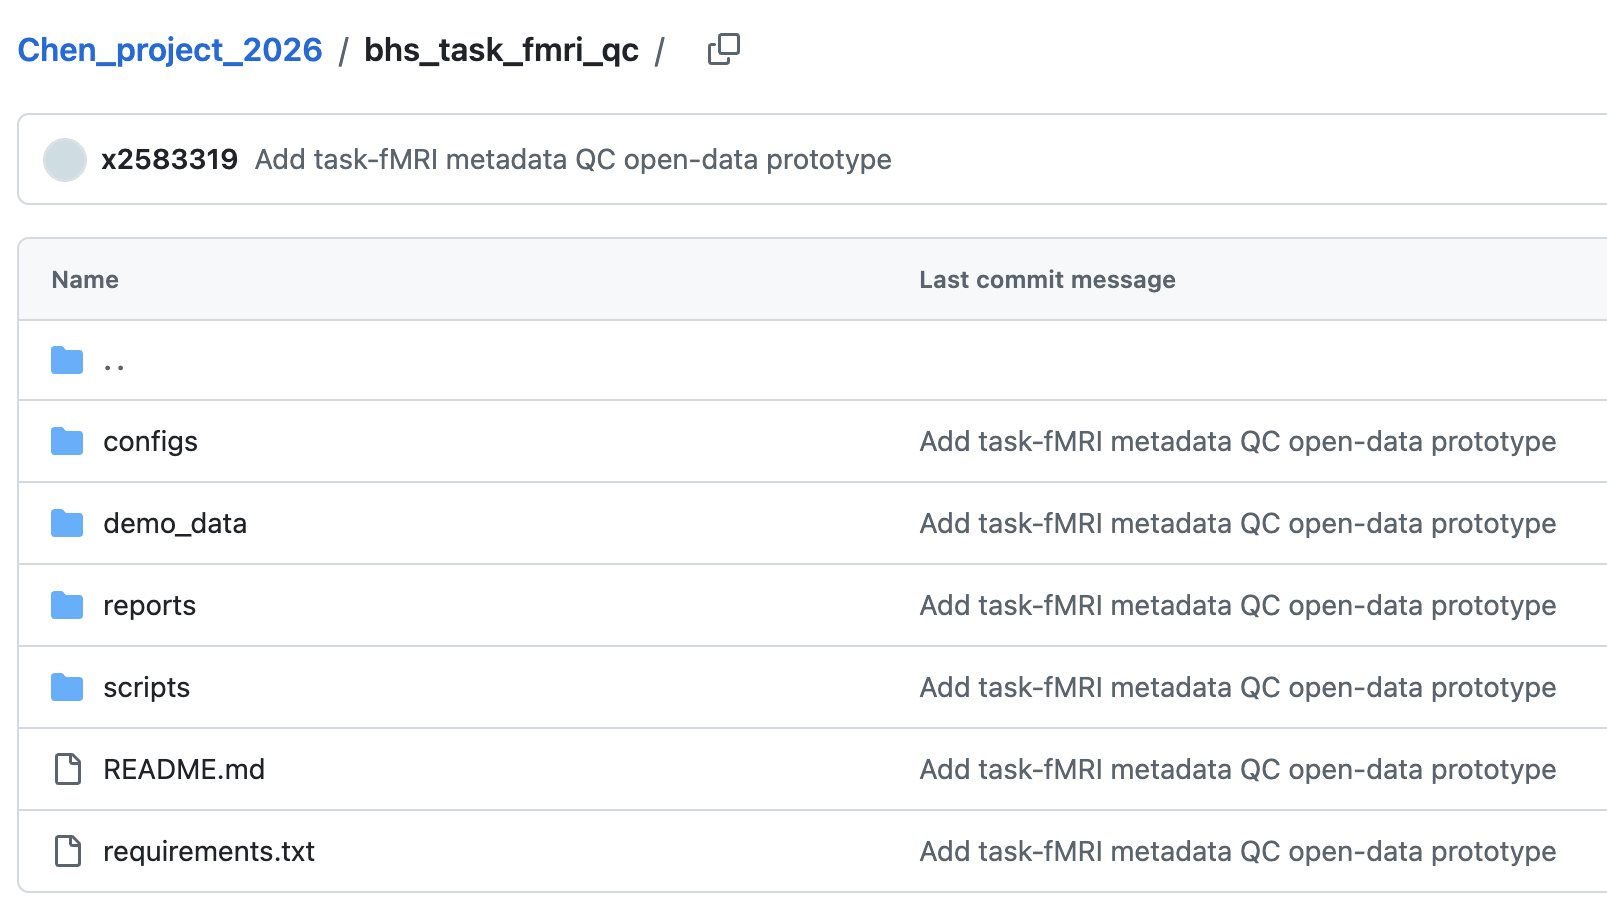 Chen_project_2026 / bhs_task_fmri_qc /
x2583319 Add task-fMRI metadata QC open-data prototype
Name Last commit message
..
configs Add task-fMRI metadata QC open-data prototype
demo_data Add task-fMRI metadata QC open-data prototype
reports Add task-fMRI metadata QC open-data prototype
scripts Add task-fMRI metadata QC open-data prototype
README.md Add task-fMRI metadata QC open-data prototype
requirements.txt Add task-fMRI metadata QC open-data prototype